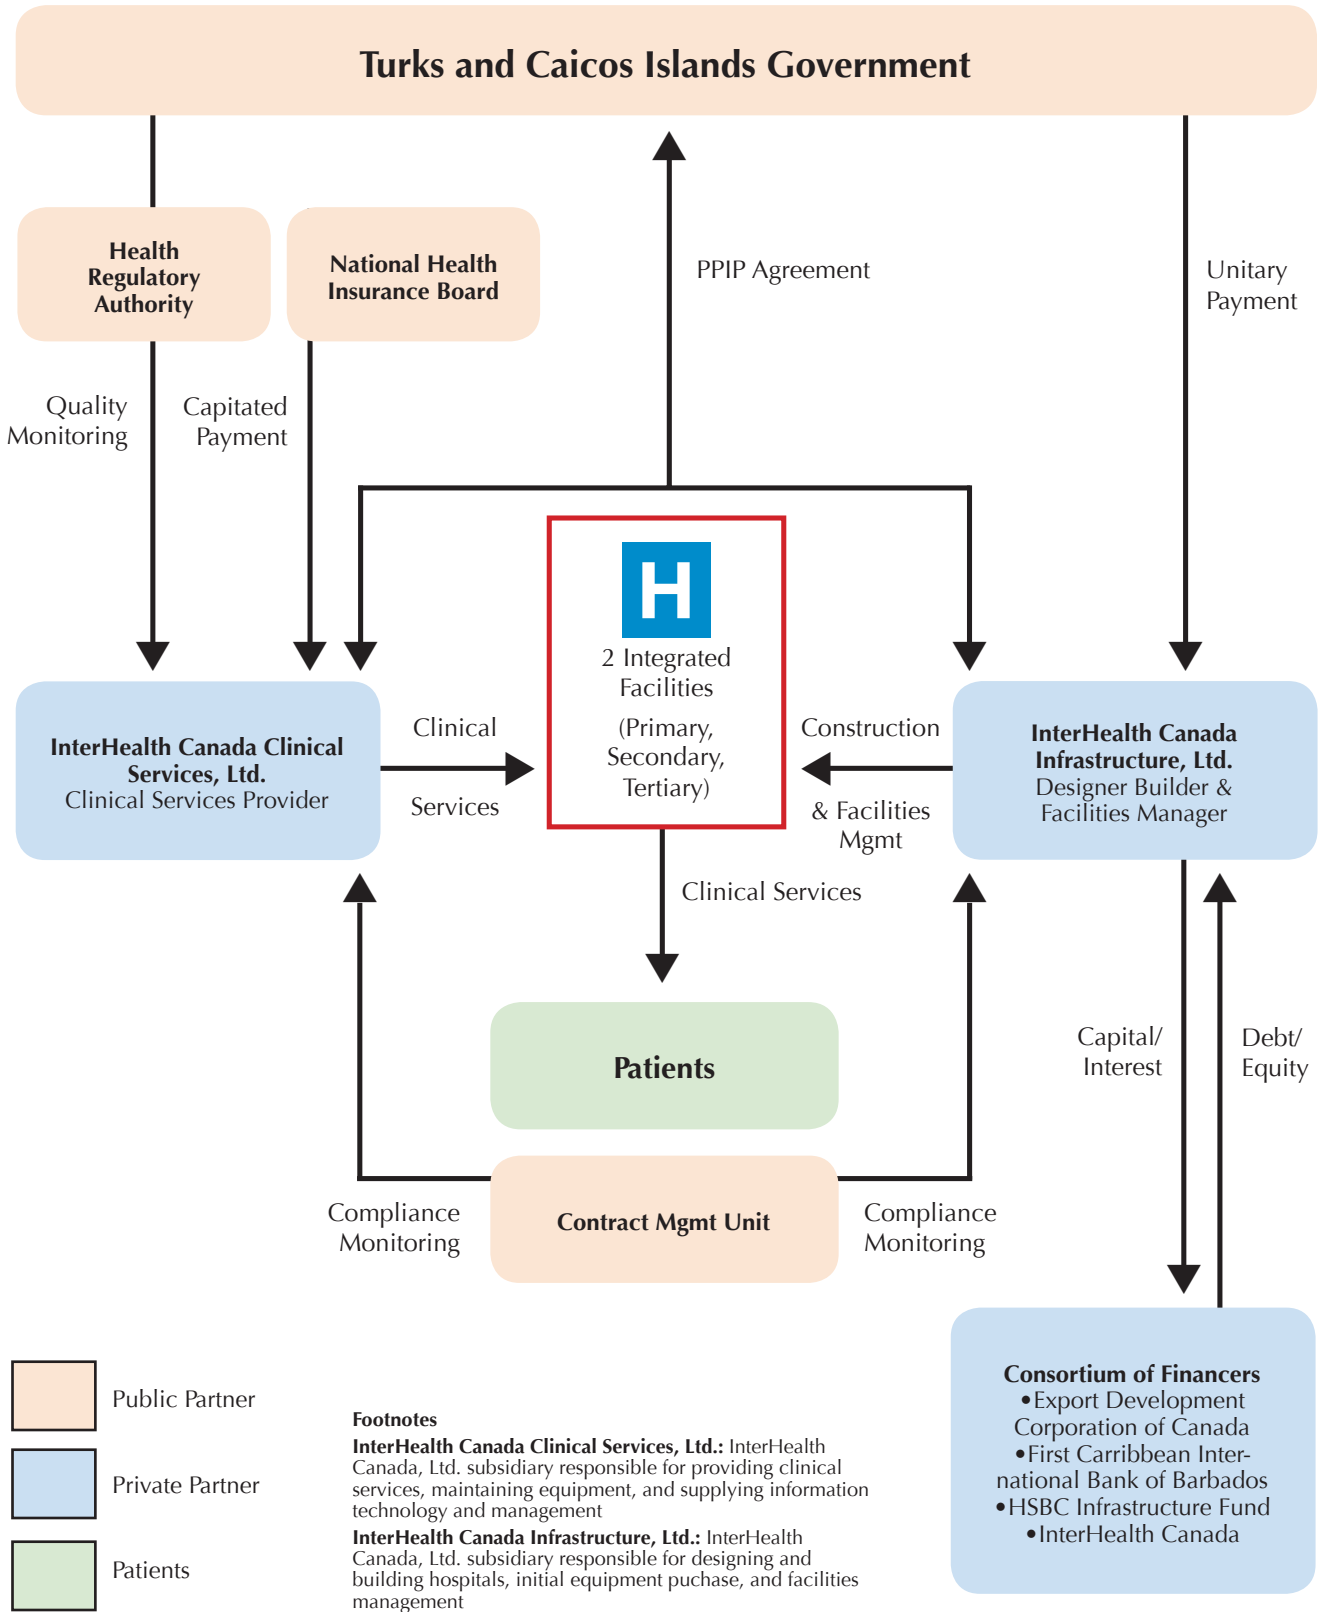 Turks and Caicos Islands Government
Health
Regulatory
Authority
National Health
Insurance Board
PPIP Agreement
Unitary
Payment
Quality
Monitoring
Capitated
Payment
H
2 Integrated
Facilities
(Primary,
Secondary,
Tertiary)
InterHealth Canada Clinical
Services, Ltd.
Clinical Services Provider
Clinical
Services
Construction
& Facilities
Mgmt
InterHealth Canada
Infrastructure, Ltd.
Designer Builder &
Facilities Manager
Clinical Services
Patients
Capital/
Interest
Debt/
Equity
Compliance
Monitoring
Contract Mgmt Unit
Compliance
Monitoring
Consortium of Financers
•Export Development
Corporation of Canada
•First Carribbean Inter-
national Bank of Barbados
•HSBC Infrastructure Fund
•InterHealth Canada
Public Partner
Private Partner
Patients
Footnotes
InterHealth Canada Clinical Services, Ltd.: InterHealth
Canada, Ltd. subsidiary responsible for providing clinical
services, maintaining equipment, and supplying information
technology and management
InterHealth Canada Infrastructure, Ltd.: InterHealth
Canada, Ltd. subsidiary responsible for designing and
building hospitals, initial equipment puchase, and facilities
management